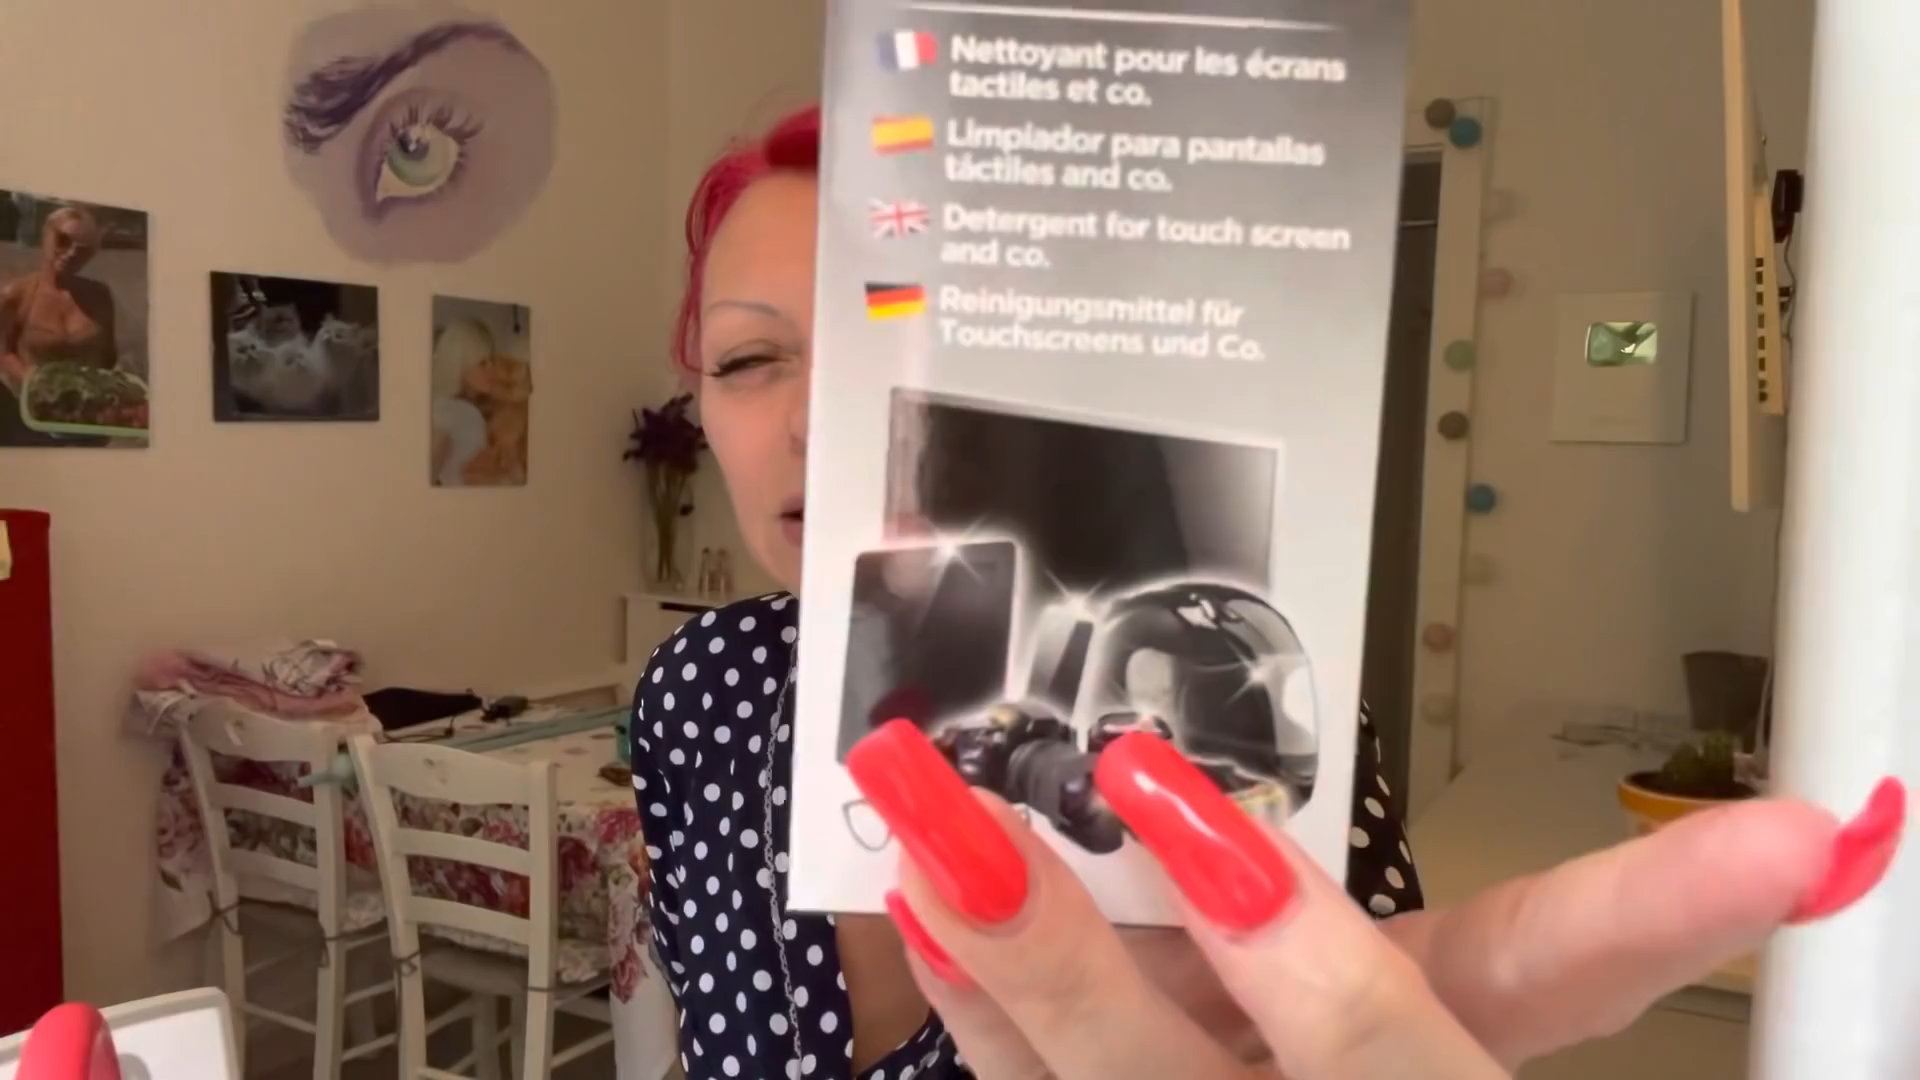 Nettoyant pour les écrans
tactiles et co.
Limpiador para pantallas
táctiles and co.
Detergent for touch screen
and co.
Reinigungsmittel für
Touchscreens und Co.